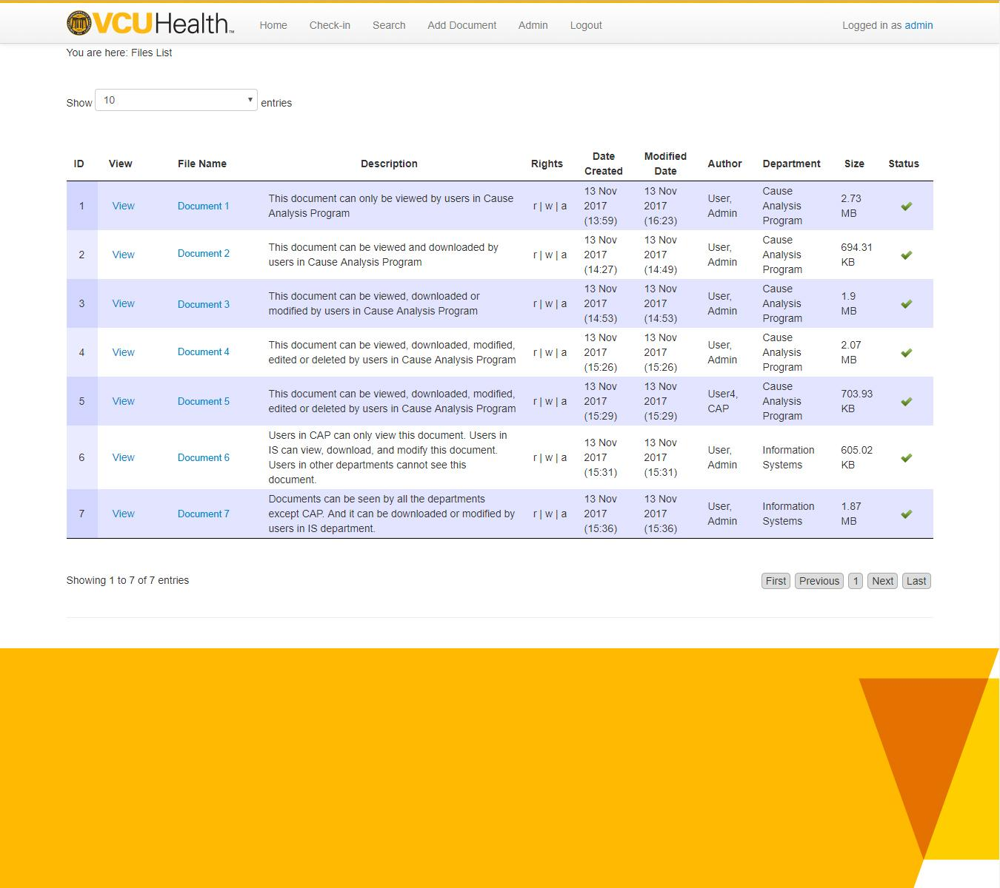 VCUHealth™ Home Check-in Search Add Document Admin Logout Logged in as admin
You are here: Files List
Show 10 entries
ID View File Name Description Rights Date Created Modified Date Author Department Size Status
1 View Document 1 This document can only be viewed by users in Cause Analysis Program r | w | a 13 Nov 2017 (13:59) 13 Nov 2017 (16:23) User, Admin Cause Analysis Program 2.73 MB
2 View Document 2 This document can be viewed and downloaded by users in Cause Analysis Program r | w | a 13 Nov 2017 (14:27) 13 Nov 2017 (14:49) User, Admin Cause Analysis Program 694.31 KB
3 View Document 3 This document can be viewed, downloaded or modified by users in Cause Analysis Program r | w | a 13 Nov 2017 (14:53) 13 Nov 2017 (14:53) User, Admin Cause Analysis Program 1.9 MB
4 View Document 4 This document can be viewed, downloaded, modified, edited or deleted by users in Cause Analysis Program r | w | a 13 Nov 2017 (15:26) 13 Nov 2017 (15:26) User, Admin Cause Analysis Program 2.07 MB
5 View Document 5 This document can be viewed, downloaded, modified, edited or deleted by users in Cause Analysis Program r | w | a 13 Nov 2017 (15:29) 13 Nov 2017 (15:29) User4, CAP Cause Analysis Program 703.93 KB
6 View Document 6 Users in CAP can only view this document. Users in IS can view, download, and modify this document. Users in other departments cannot see this document. r | w | a 13 Nov 2017 (15:31) 13 Nov 2017 (15:31) User, Admin Information Systems 605.02 KB
7 View Document 7 Documents can be seen by all the departments except CAP. And it can be downloaded or modified by users in IS department. r | w | a 13 Nov 2017 (15:36) 13 Nov 2017 (15:36) User, Admin Information Systems 1.87 MB
Showing 1 to 7 of 7 entries First Previous 1 Next Last